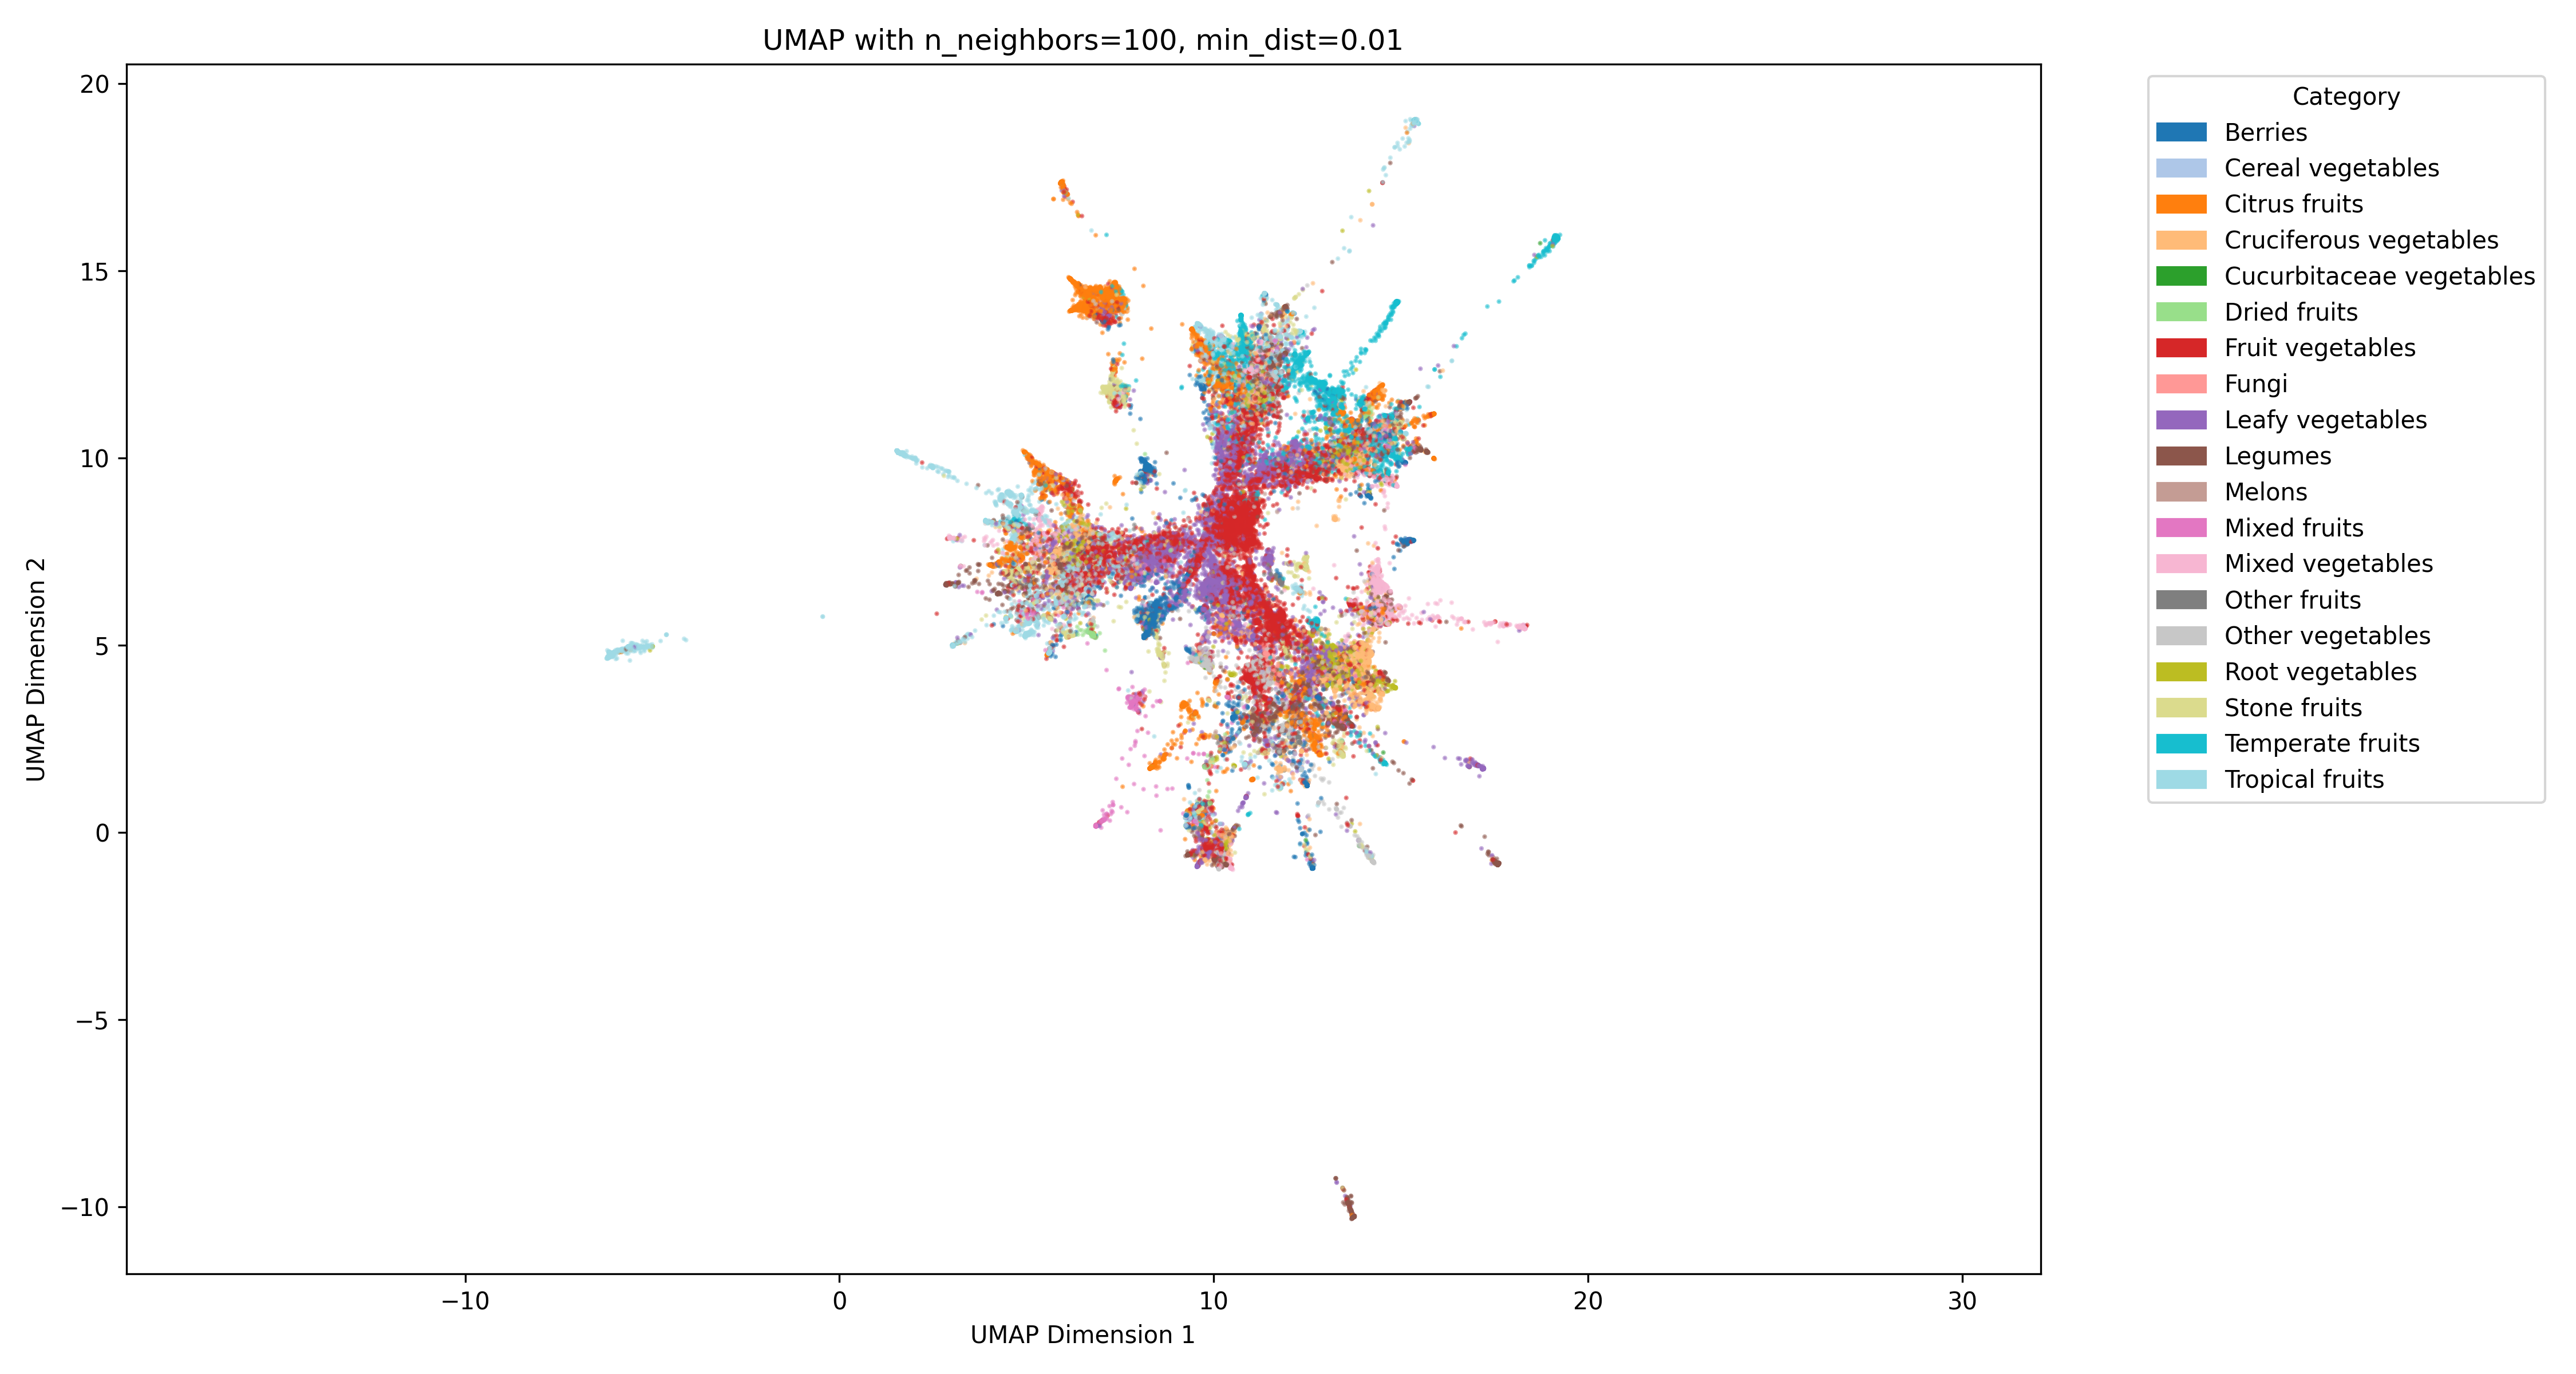 UMAP with n_neighbors=100, min_dist=0.01
20
15
10
5
0
−5
−10
UMAP Dimension 2
−10
0
10
20
30
UMAP Dimension 1
Category
Berries
Cereal vegetables
Citrus fruits
Cruciferous vegetables
Cucurbitaceae vegetables
Dried fruits
Fruit vegetables
Fungi
Leafy vegetables
Legumes
Melons
Mixed fruits
Mixed vegetables
Other fruits
Other vegetables
Root vegetables
Stone fruits
Temperate fruits
Tropical fruits